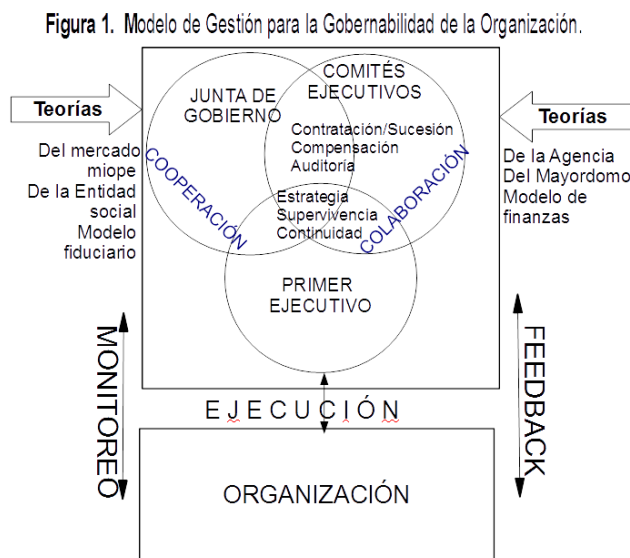 Figura 1. Modelo de Gestión para la Gobernabilidad de la Organización.
Teorías
Del mercado
miope
De la Entidad
social
Modelo
fiduciario
JUNTA DE
GOBIERNO
COMITÉS
EJECUTIVOS
Contratación/Sucesión
Compensación
Auditoría
COOPERACIÓN
Estrategia
Supervivencia
Continuidad
COLABORACIÓN
PRIMER
EJECUTIVO
Teorías
De la Agencia
Del Mayordomo
Modelo de
finanzas
MONITOREO
EJECUCIÓN
FEEDBACK
ORGANIZACIÓN